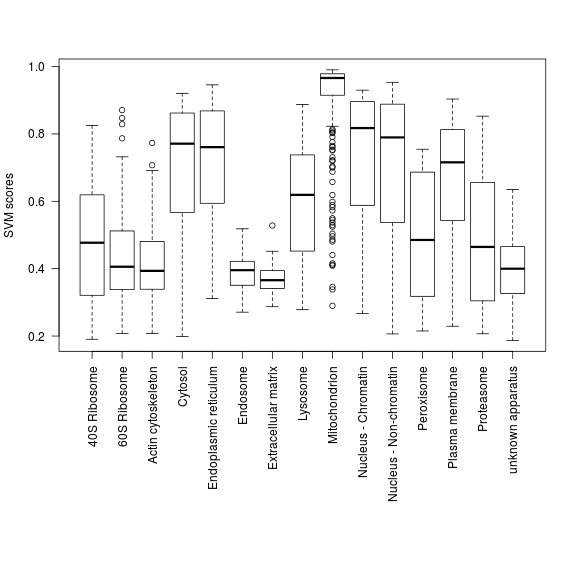 SVM scores
1.0
0.8
0.6
0.4
0.2
40S Ribosome
60S Ribosome
Actin cytoskeleton
Cytosol
Endoplasmic reticulum
Endosome
Extracellular matrix
Lysosome
Mitochondrion
Nucleus - Chromatin
Nucleus - Non-chromatin
Peroxisome
Plasma membrane
Proteasome
unknown apparatus